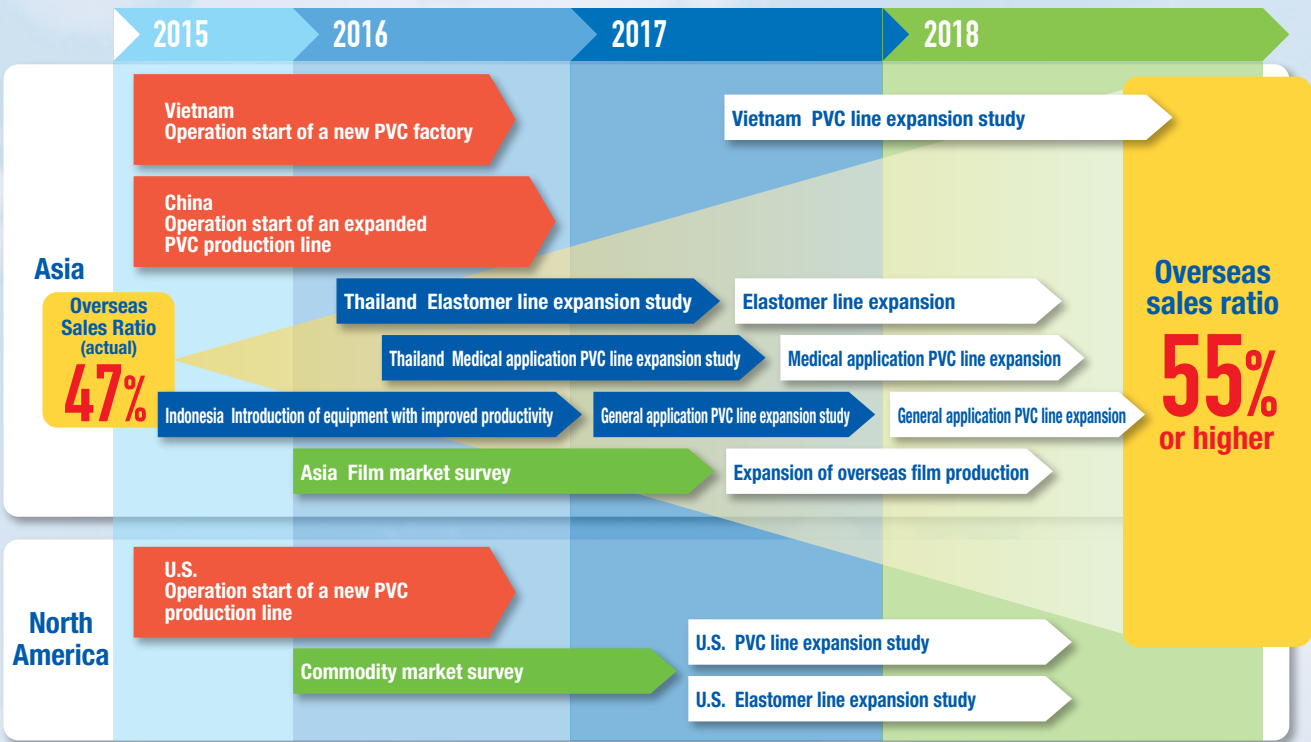 2015
2016
2017
2018
Asia
Vietnam
Operation start of a new PVC factory
Vietnam PVC line expansion study
China
Operation start of an expanded
PVC production line
Overseas
Sales Ratio
(actual)
47%
Thailand Elastomer line expansion study
Elastomer line expansion
Thailand Medical application PVC line expansion study
Medical application PVC line expansion
Indonesia Introduction of equipment with improved productivity
General application PVC line expansion study
General application PVC line expansion
Asia Film market survey
Expansion of overseas film production
Overseas
sales ratio
55%
or higher
North
America
U.S.
Operation start of a new PVC
production line
Commodity market survey
U.S. PVC line expansion study
U.S. Elastomer line expansion study